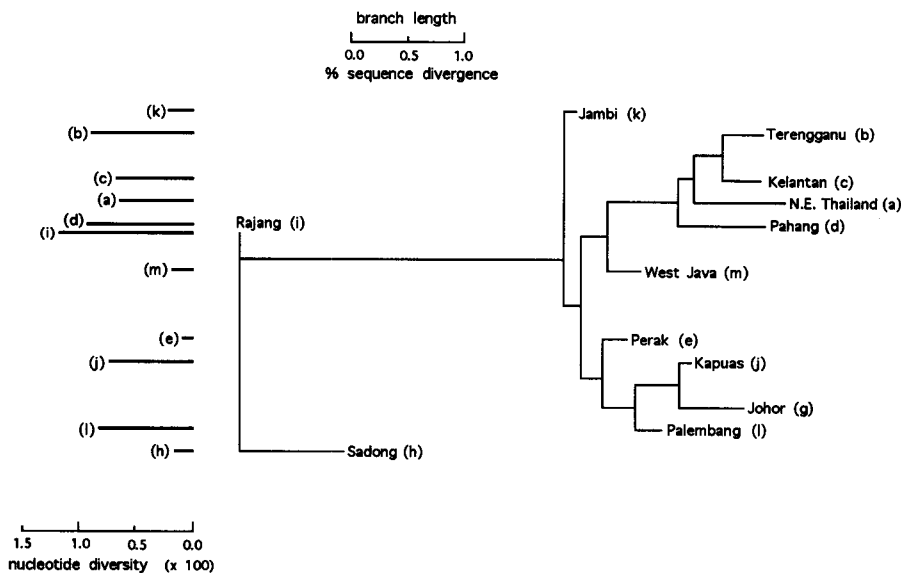 branch length
0.0 0.5 1.0
% sequence divergence
(k)
Jambi (k)
(b)
Terengganu (b)
(c)
Kelantan (c)
(a)
N.E. Thailand (a)
(d)
Rajang (i)
Pahang (d)
(i)
(m)
West Java (m)
(e)
Perak (e)
(j)
Kapuas (j)
Johor (g)
(l)
Palembang (l)
(h)
Sadong (h)
1.5 1.0 0.5 0.0
nucleotide diversity (x 100)